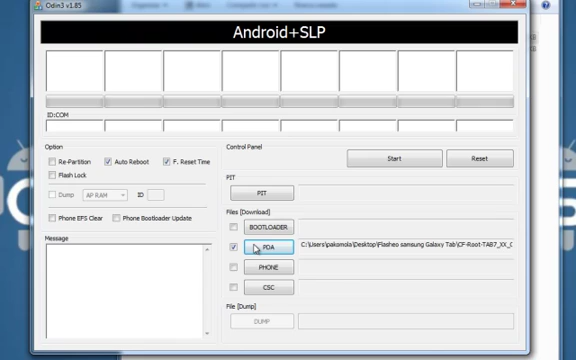 Odin3 v1.85
Android+SLP
ID:COM
Option
Re-Partition
Auto Reboot
F. Reset Time
Flash Lock
Dump
AP RAM
ID
Phone EFS Clear
Phone Bootloader Update
Message
Control Panel
Start
Reset
PIT
PIT
Files [Download]
BOOTLOADER
PDA
C:\Users\pakomola\Desktop\Flasheo samsung Galaxy Tab\CF-Root-TAB7_XX_
PHONE
CSC
File [Dump]
DUMP